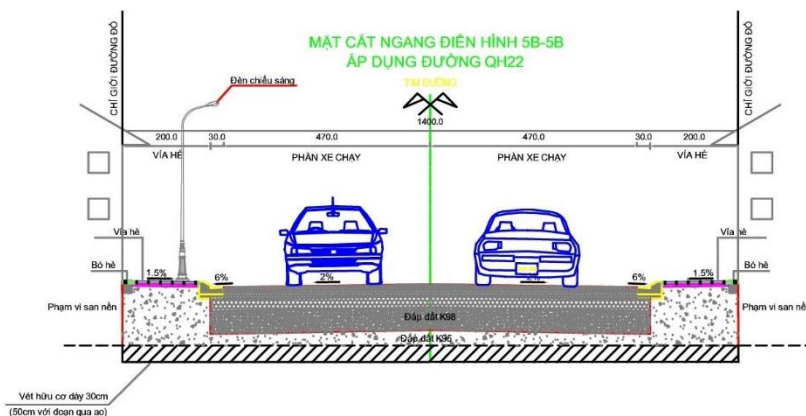 MẶT CẮT NGANG ĐIỂN HÌNH 5B-5B
ÁP DỤNG ĐƯỜNG QH22
CHỈ GIỚI ĐƯỜNG ĐỎ
CHỈ GIỚI ĐƯỜNG ĐỎ
Đèn chiếu sáng
TIM ĐƯỜNG
1400.0
200.0 30.0 470.0 470.0 30.0 200.0
VỈA HÈ PHẦN XE CHẠY PHẦN XE CHẠY VỈA HÈ
Vỉa hè Vỉa hè
Bó hè 1.5% 6% 2% 2% 6% 1.5% Bó hè
Phạm vi san nền Phạm vi san nền
Đắp đất K98
Đắp đất K95
Vét hữu cơ dày 30cm
(50cm với đoạn qua ao)